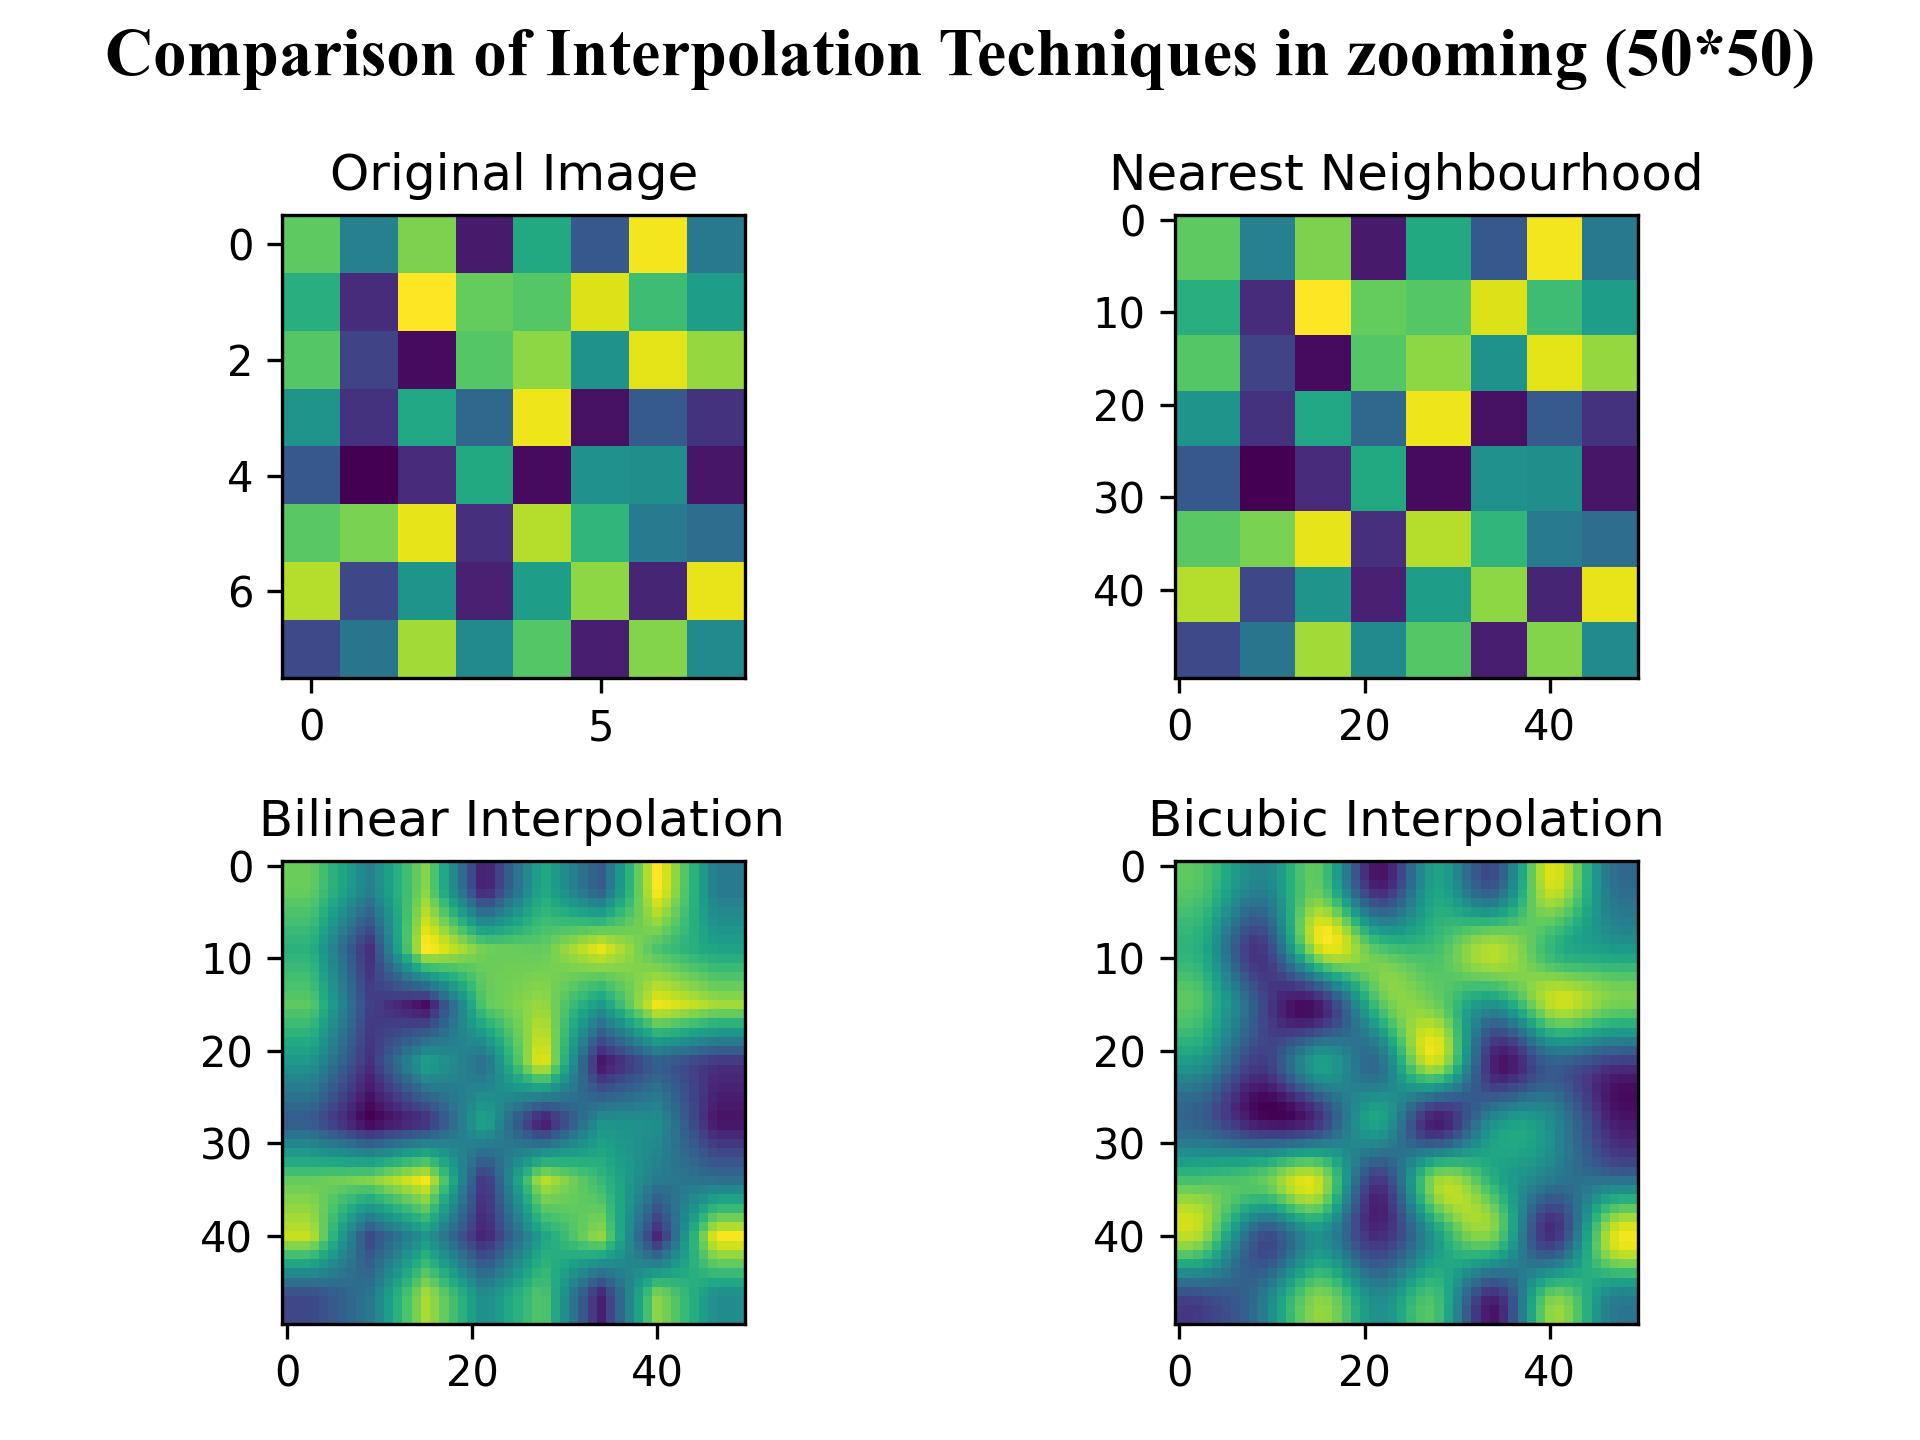 Comparison of Interpolation Techniques in zooming (50*50)
Original Image
0
2
4
6
0 5
Nearest Neighbourhood
0
10
20
30
40
0 20 40
Bilinear Interpolation
0
10
20
30
40
0 20 40
Bicubic Interpolation
0
10
20
30
40
0 20 40